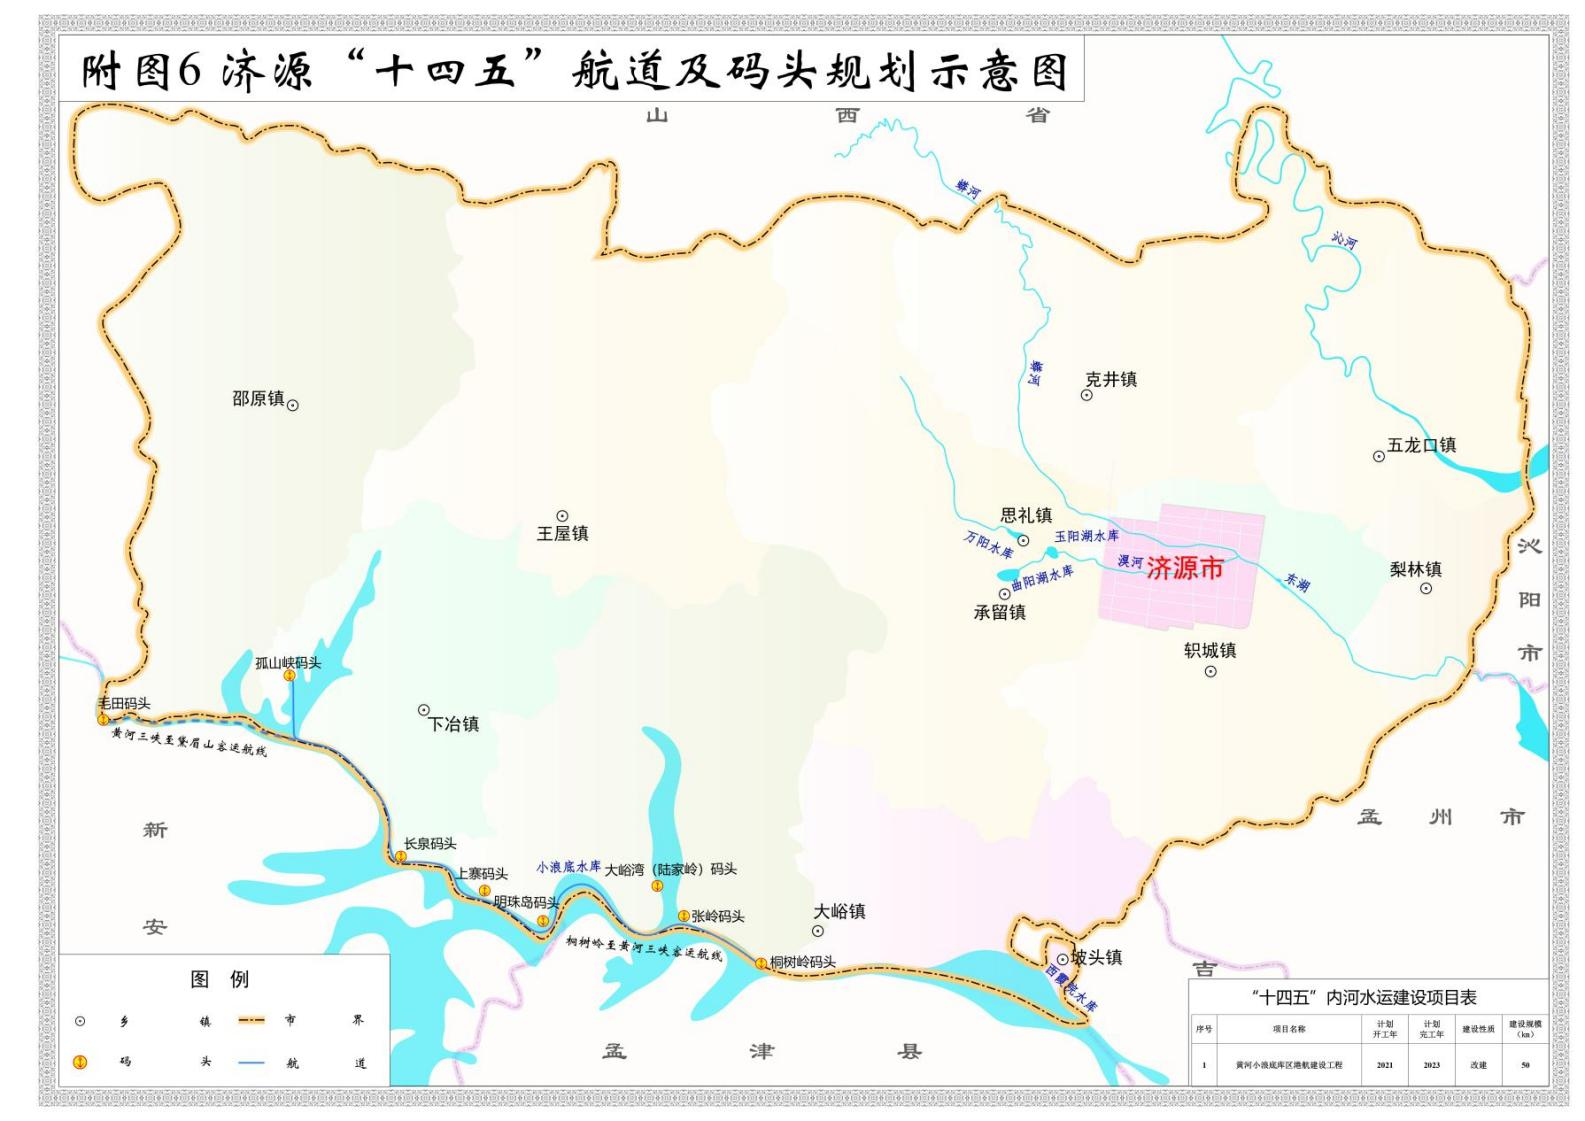 附图6 济源“十四五”航道及码头规划示意图
山 西 省
蟒河
沁河
蟒河
克井镇
邵原镇
五龙口镇
王屋镇
思礼镇
万阳水库
玉阳湖水库
曲阳湖水库
溴河
济源市
东湖
梨林镇
承留镇
轵城镇
沁阳市
孤山峡码头
毛田码头
黄河三峡至黛眉山客运航线
下冶镇
长泉码头
上寨码头
小浪底水库
大峪湾（陆家岭）码头
明珠岛码头
张岭码头
桐树岭至黄河三峡客运航线
桐树岭码头
大峪镇
坡头镇
西霞院水库
孟 州 市
新
安
吉
孟 津 县
图 例
乡 镇
市 界
码 头
航 道
“十四五”内河水运建设项目表
序号 项目名称 计划开工年 计划完工年 建设性质 建设规模（km）
1 黄河小浪底库区港航建设工程 2021 2023 改建 50